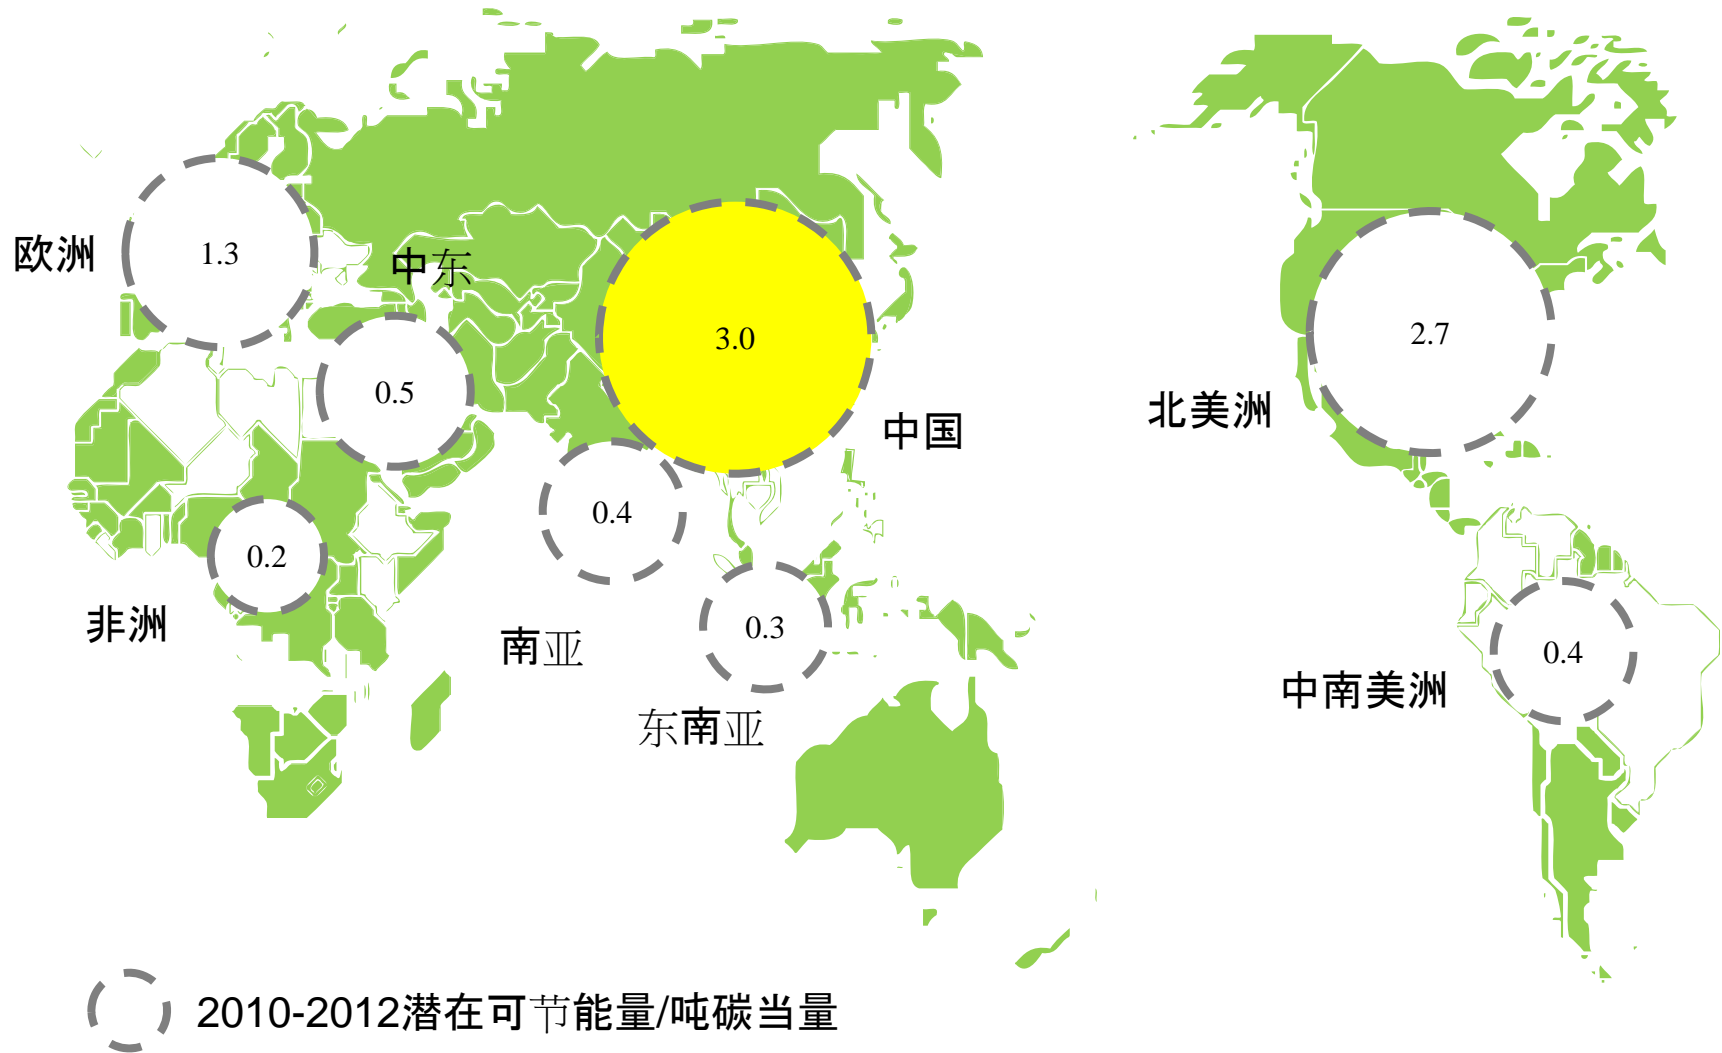 欧洲
1.3
中东
0.5
3.0
中国
北美洲
2.7
0.4
0.2
非洲
南亚
0.3
东南亚
0.4
中南美洲
2010-2012潜在可节能量/吨碳当量